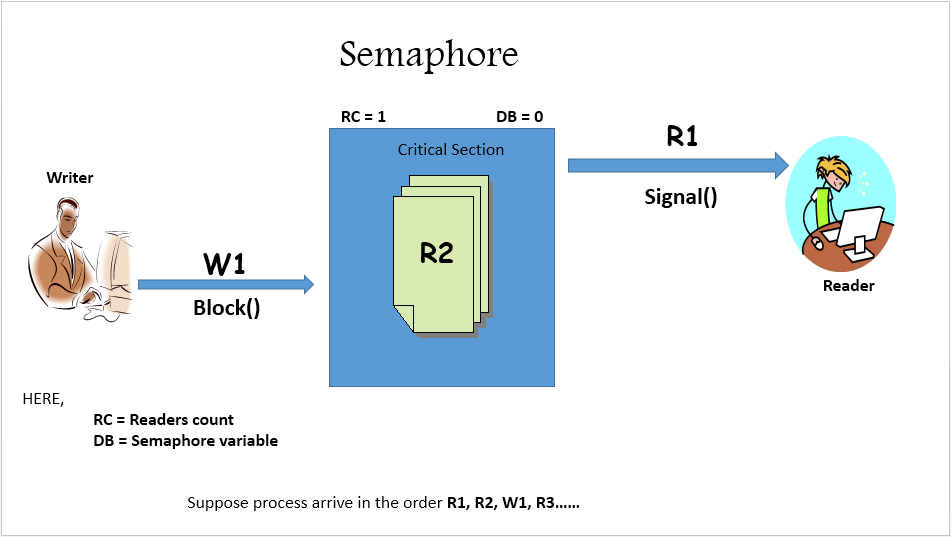 Semaphore
RC = 1
DB = 0
R1
Critical Section
Writer
Signal()
R2
W1
Reader
Block()
HERE,
RC = Readers count
DB = Semaphore variable
Suppose process arrive in the order R1, R2, W1, R3......